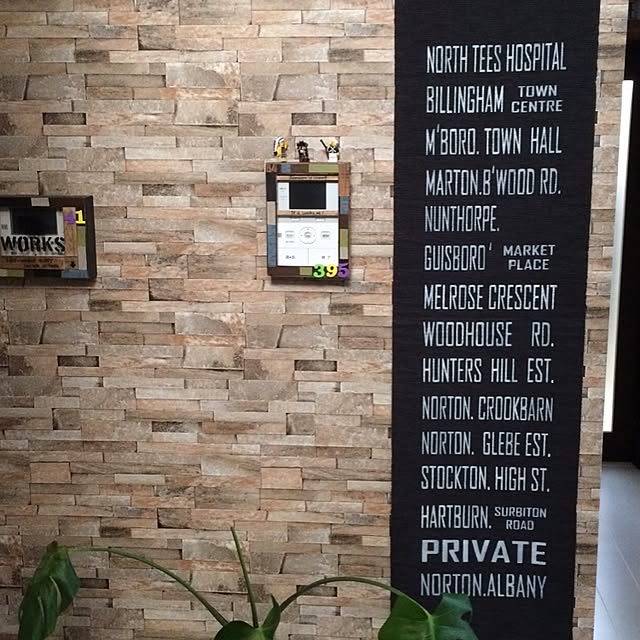 NORTH TEES HOSPITAL
BILLINGHAM TOWN CENTRE
M'BORO. TOWN HALL
MARTON.B'WOOD RD.
NUNTHORPE.
GUISBORO' MARKET PLACE
MELROSE CRESCENT
WOODHOUSE RD.
HUNTERS HILL EST.
NORTON. CROOKBARN
NORTON. GLEBE EST.
STOCKTON. HIGH ST.
HARTBURN. SURBITON ROAD
PRIVATE
NORTON.ALBANY
41
WORKS
395